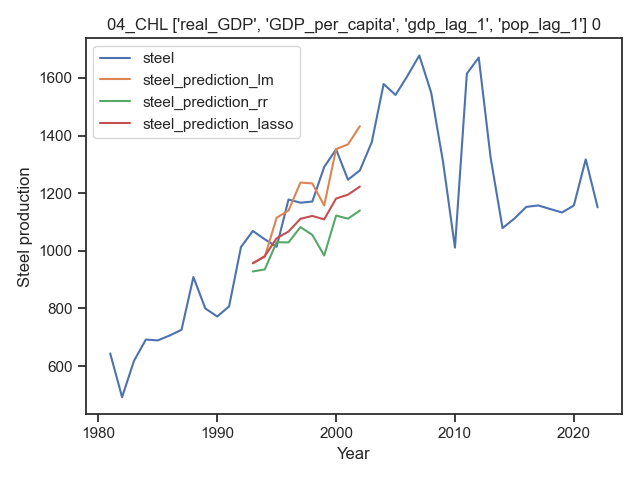 04_CHL ['real_GDP', 'GDP_per_capita', 'gdp_lag_1', 'pop_lag_1'] 0
steel
steel_prediction_lm
steel_prediction_rr
steel_prediction_lasso
Steel production
1600
1400
1200
1000
800
600
1980 1990 2000 2010 2020
Year